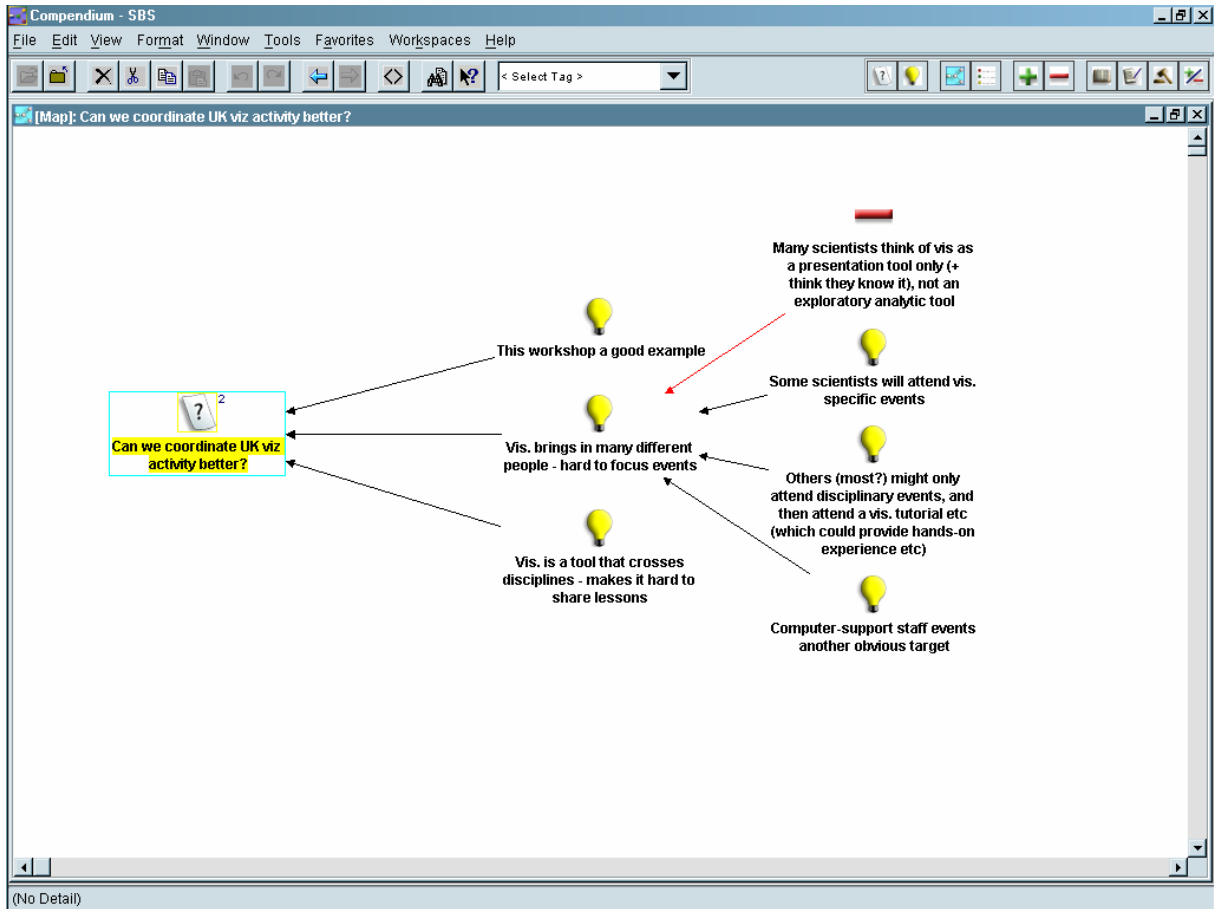 Compendium - SBS
File Edit View Format Window Tools Favorites Workspaces Help
< Select Tag >
[Map]: Can we coordinate UK viz activity better?
?
2
Can we coordinate UK viz
activity better?
This workshop a good example
Vis. brings in many different
people - hard to focus events
Vis. is a tool that crosses
disciplines - makes it hard to
share lessons
Many scientists think of vis as
a presentation tool only (+
think they know it), not an
exploratory analytic tool
Some scientists will attend vis.
specific events
Others (most?) might only
attend disciplinary events, and
then attend a vis. tutorial etc
(which could provide hands-on
experience etc)
Computer-support staff events
another obvious target
(No Detail)